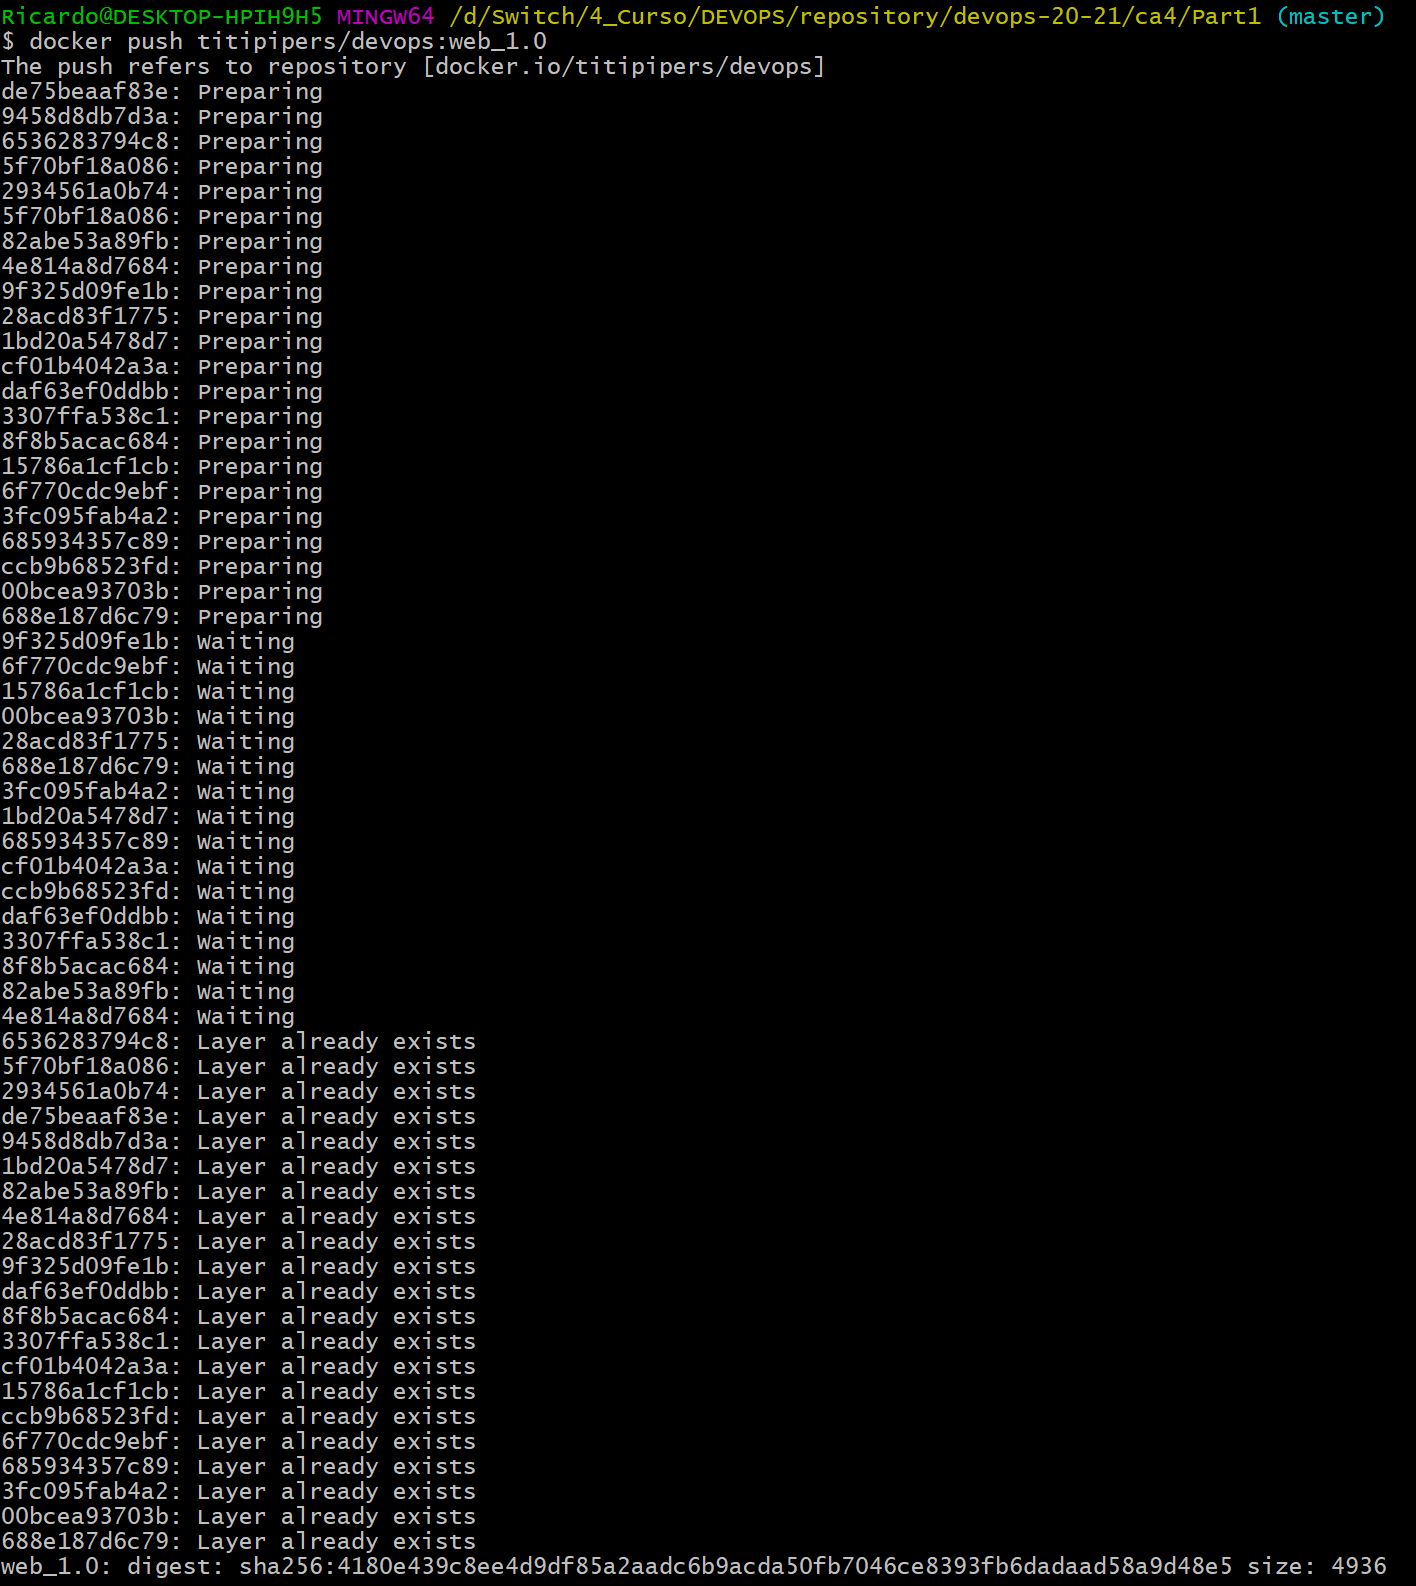 Ricardo@DESKTOP-HPIH9H5 MINGW64 /d/Switch/4_Curso/DEVOPS/repository/devops-20-21/ca4/Part1 (master)
$ docker push titipipers/devops:web_1.0
The push refers to repository [docker.io/titipipers/devops]
de75beaaf83e: Preparing
9458d8db7d3a: Preparing
6536283794c8: Preparing
5f70bf18a086: Preparing
2934561a0b74: Preparing
5f70bf18a086: Preparing
82abe53a89fb: Preparing
4e814a8d7684: Preparing
9f325d09fe1b: Preparing
28acd83f1775: Preparing
1bd20a5478d7: Preparing
cf01b4042a3a: Preparing
daf63ef0ddbb: Preparing
3307ffa538c1: Preparing
8f8b5acac684: Preparing
15786a1cf1cb: Preparing
6f770cdc9ebf: Preparing
3fc095fab4a2: Preparing
685934357c89: Preparing
ccb9b68523fd: Preparing
00bcea93703b: Preparing
688e187d6c79: Preparing
9f325d09fe1b: Waiting
6f770cdc9ebf: Waiting
15786a1cf1cb: Waiting
00bcea93703b: Waiting
28acd83f1775: Waiting
688e187d6c79: Waiting
3fc095fab4a2: Waiting
1bd20a5478d7: Waiting
685934357c89: Waiting
cf01b4042a3a: Waiting
ccb9b68523fd: Waiting
daf63ef0ddbb: Waiting
3307ffa538c1: Waiting
8f8b5acac684: Waiting
82abe53a89fb: Waiting
4e814a8d7684: Waiting
6536283794c8: Layer already exists
5f70bf18a086: Layer already exists
2934561a0b74: Layer already exists
de75beaaf83e: Layer already exists
9458d8db7d3a: Layer already exists
1bd20a5478d7: Layer already exists
82abe53a89fb: Layer already exists
4e814a8d7684: Layer already exists
28acd83f1775: Layer already exists
9f325d09fe1b: Layer already exists
daf63ef0ddbb: Layer already exists
8f8b5acac684: Layer already exists
3307ffa538c1: Layer already exists
cf01b4042a3a: Layer already exists
15786a1cf1cb: Layer already exists
ccb9b68523fd: Layer already exists
6f770cdc9ebf: Layer already exists
685934357c89: Layer already exists
3fc095fab4a2: Layer already exists
00bcea93703b: Layer already exists
688e187d6c79: Layer already exists
web_1.0: digest: sha256:4180e439c8ee4d9df85a2aadc6b9acda50fb7046ce8393fb6dadaad58a9d48e5 size: 4936